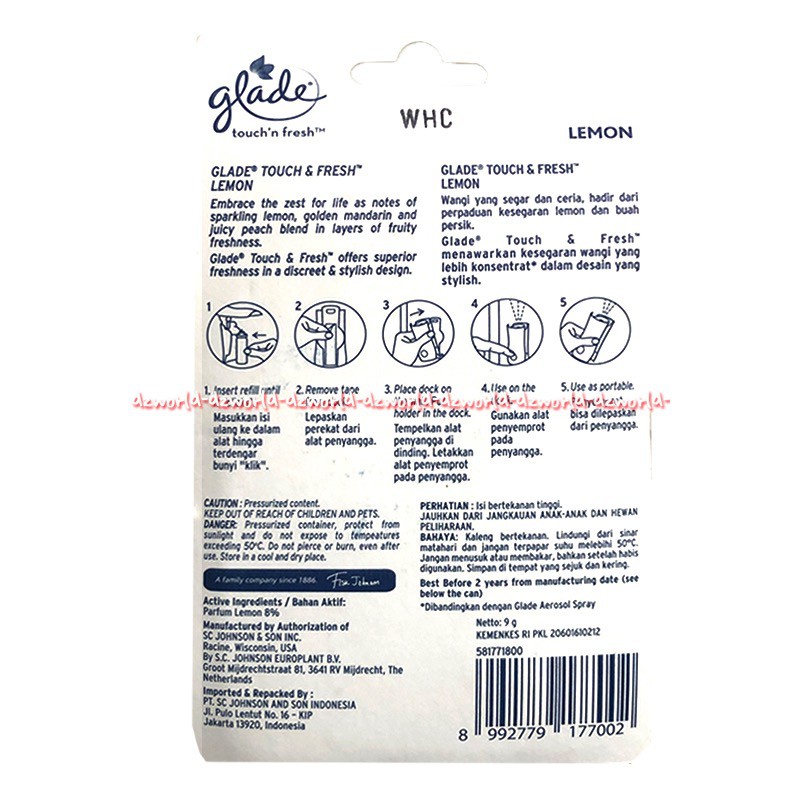 glade
touch'n fresh™
WHC
LEMON
GLADE® TOUCH & FRESH™
LEMON
Embrace the zest for life as notes of
sparkling lemon, golden mandarin and
juicy peach blend in layers of fruity
freshness.
Glade® Touch & Fresh™ offers superior
freshness in a discreet & stylish design.
GLADE® TOUCH & FRESH™
LEMON
Wangi yang segar dan ceria, hadir dari
perpaduan kesegaran lemon dan buah
persik.
Glade® Touch & Fresh™
menawarkan kesegaran wangi yang
lebih konsentrat* dalam desain yang
stylish.
1
2
3
4
5
1. Insert refill until
Masukkan isi
ulang ke dalam
alat hingga
terdengar
bunyi "klik".
2. Remove tape
Lepaskan
perekat dari
alat penyangga.
3. Place dock on
holder in the dock.
Tempelkan alat
penyangga di
dinding. Letakkan
alat penyemprot
pada penyangga.
4. Use on the
Gunakan alat
penyemprot
pada
penyangga.
5. Use as portable.
bisa dilepaskan
dari penyangga.
azworld-azworld-azworld-azworld-azworld-azworld-azworld-
CAUTION : Pressurized content.
KEEP OUT OF REACH OF CHILDREN AND PETS.
DANGER: Pressurized container, protect from
sunlight and do not expose to tempeatures
exceeding 50°C. Do not pierce or burn, even after
use. Store in a cool and dry place.
A family company since 1886.
Active Ingredients / Bahan Aktif:
Parfum Lemon 8%
Manufactured by Authorization of
SC JOHNSON & SON INC.
Racine, Wisconsin, USA
By S.C. JOHNSON EUROPLANT B.V.
Groot Mijdrechtstraat 81, 3641 RV Mijdrecht, The
Netherlands
Imported & Repacked By :
PT. SC JOHNSON AND SON INDONESIA
Jl. Pulo Lentut No. 16 - KIP
Jakarta 13920, Indonesia
PERHATIAN : Isi bertekanan tinggi.
JAUHKAN DARI JANGKAUAN ANAK-ANAK DAN HEWAN
PELIHARAAN.
BAHAYA: Kaleng bertekanan. Lindungi dari sinar
matahari dan jangan terpapar suhu melebihi 50°C.
Jangan menusuk atau membakar, bahkan setelah habis
digunakan. Simpan di tempat yang sejuk dan kering.
Best Before 2 years from manufacturing date (see
below the can)
*Dibandingkan dengan Glade Aerosol Spray
Netto: 9 g
KEMENKES RI PKL 20601610212
581771800
8 992779 177002